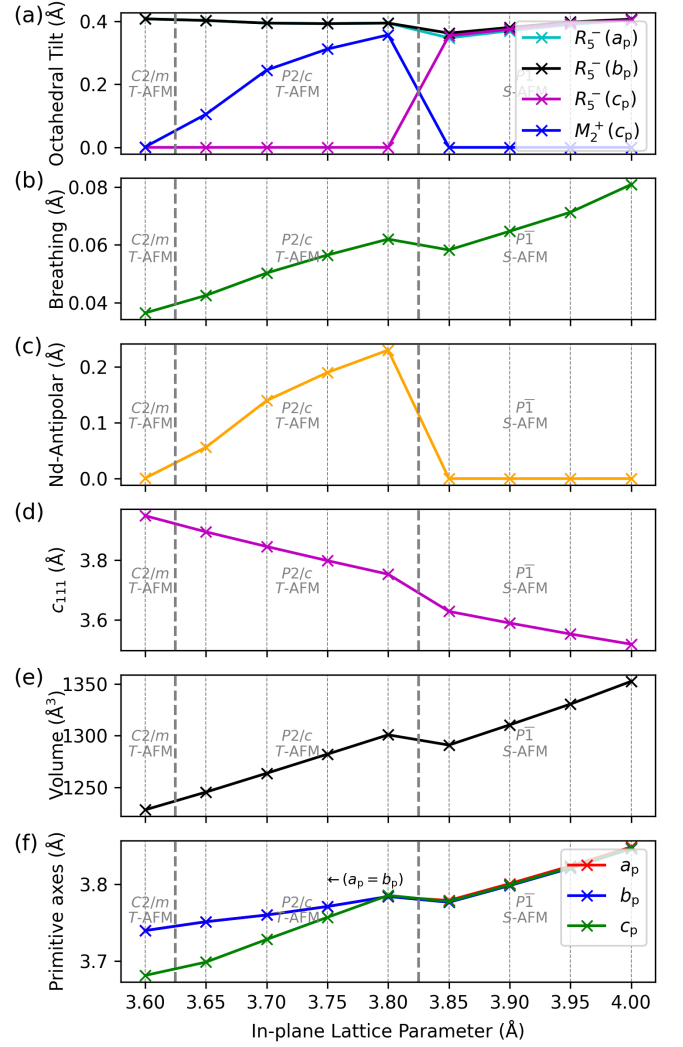 (a)
Octahedral Tilt (Å)
0.4
0.2
0.0
C2/m
T-AFM
P2/c
T-AFM
S-AFM
R₅⁻(aₚ)
R₅⁻(bₚ)
R₅⁻(cₚ)
M₂⁺(cₚ)
(b)
Breathing (Å)
0.08
0.06
0.04
C2/m
T-AFM
P2/c
T-AFM
P1̅
S-AFM
(c)
Nd-Antipolar (Å)
0.2
0.1
0.0
C2/m
T-AFM
P2/c
T-AFM
P1̅
S-AFM
(d)
c₁₁₁ (Å)
3.8
3.6
C2/m
T-AFM
P2/c
T-AFM
P1̅
S-AFM
(e)
Volume (Å³)
1350
1300
1250
C2/m
T-AFM
P2/c
T-AFM
P1̅
S-AFM
(f)
Primitive axes (Å)
3.8
3.7
C2/m
T-AFM
P2/c
T-AFM
←(aₚ = bₚ)
P1̅
S-AFM
aₚ
bₚ
cₚ
3.60 3.65 3.70 3.75 3.80 3.85 3.90 3.95 4.00
In-plane Lattice Parameter (Å)